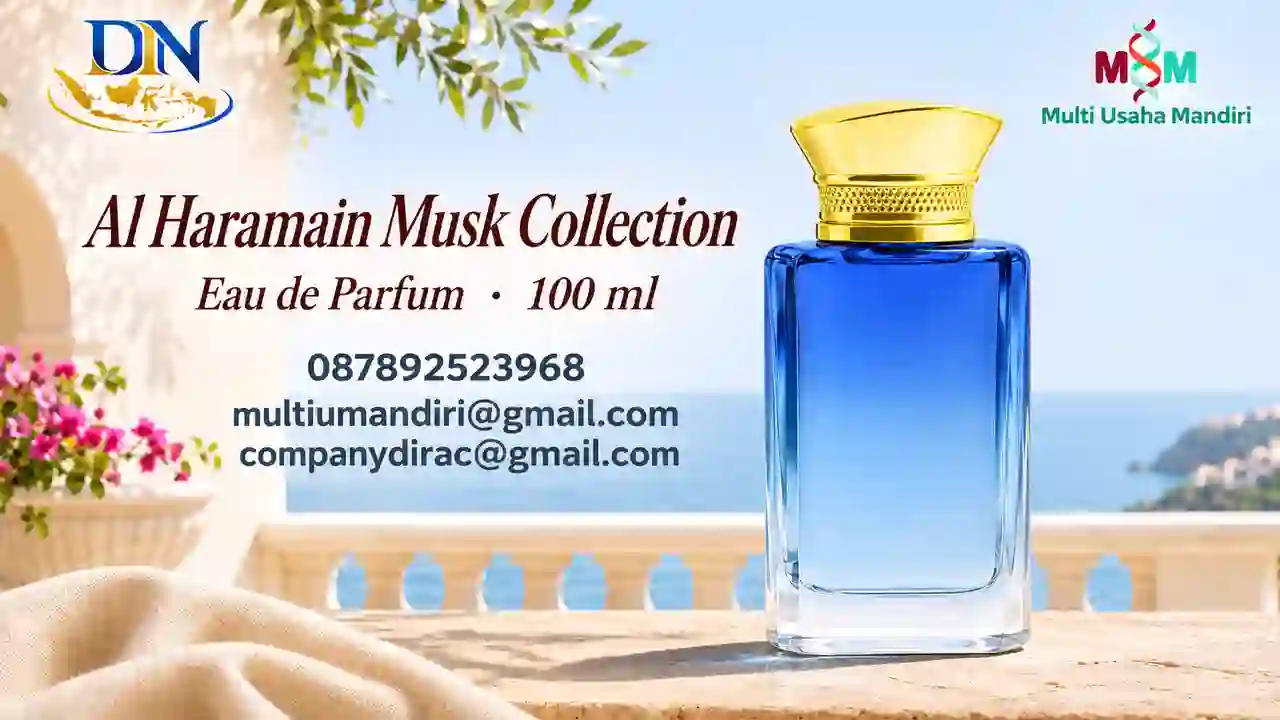 DN
MUM
Multi Usaha Mandiri
Al Haramain Musk Collection
Eau de Parfum · 100 ml
087892523968
multiumandiri@gmail.com
companydirac@gmail.com